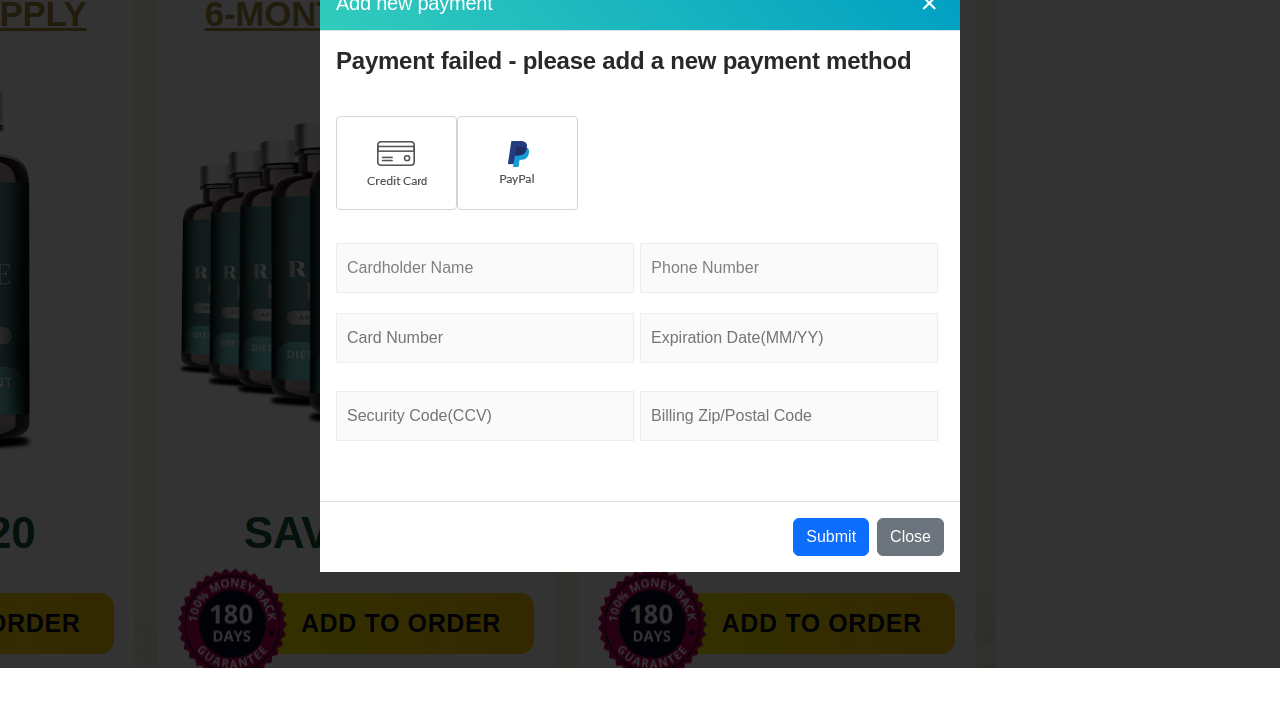 PPLY
6-MONT
Add new payment
×
Payment failed - please add a new payment method
Credit Card
PayPal
Cardholder Name
Phone Number
Card Number
Expiration Date(MM/YY)
Security Code(CCV)
Billing Zip/Postal Code
Submit
Close
20
SAV
ORDER
100% MONEY BACK
180
DAYS
GUARANTEE
ADD TO ORDER
100% MONEY BACK
180
DAYS
GUARANTEE
ADD TO ORDER